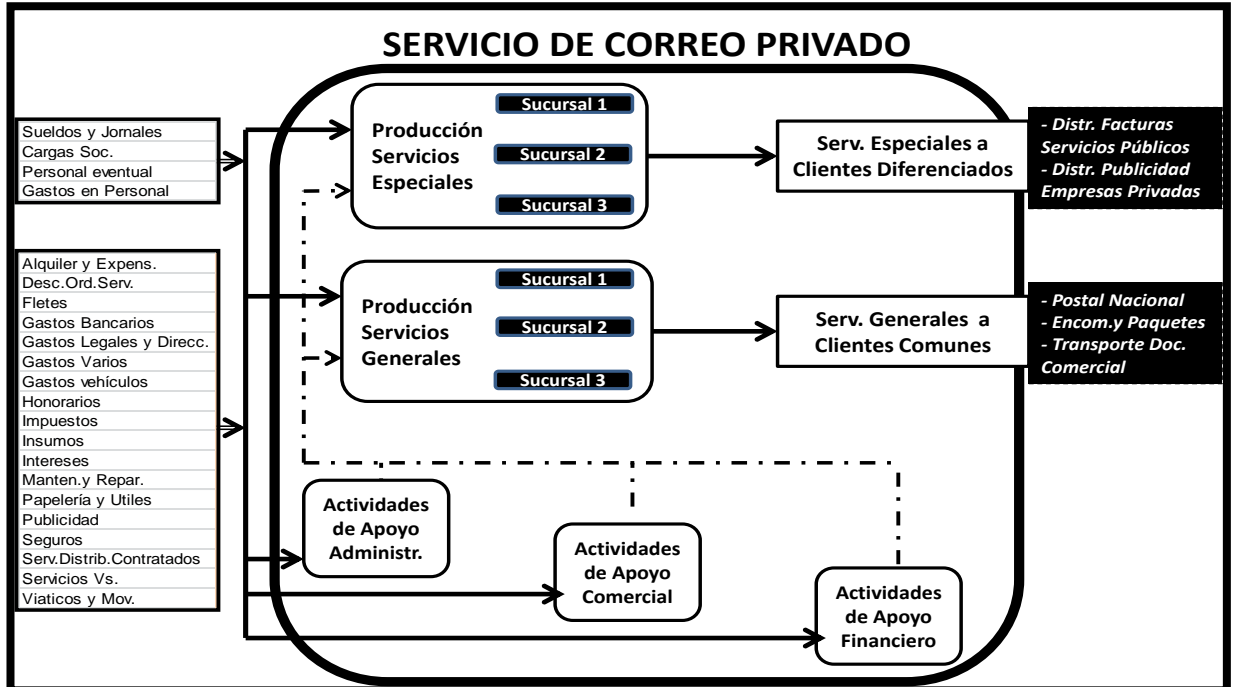 SERVICIO DE CORREO PRIVADO
Sueldos y Jornales
Cargas Soc.
Personal eventual
Gastos en Personal
Alquiler y Expens.
Desc.Ord.Serv.
Fletes
Gastos Bancarios
Gastos Legales y Direcc.
Gastos Varios
Gastos vehículos
Honorarios
Impuestos
Insumos
Intereses
Manten.y Repar.
Papelería y Utiles
Publicidad
Seguros
Serv.Distrib.Contratados
Servicios Vs.
Viaticos y Mov.
Producción
Servicios
Especiales
Sucursal 1
Sucursal 2
Sucursal 3
Serv. Especiales a
Clientes Diferenciados
- Distr. Facturas
Servicios Públicos
- Distr. Publicidad
Empresas Privadas
Producción
Servicios
Generales
Sucursal 1
Sucursal 2
Sucursal 3
Serv. Generales a
Clientes Comunes
- Postal Nacional
- Encom.y Paquetes
- Transporte Doc.
Comercial
Actividades
de Apoyo
Administr.
Actividades
de Apoyo
Comercial
Actividades
de Apoyo
Financiero